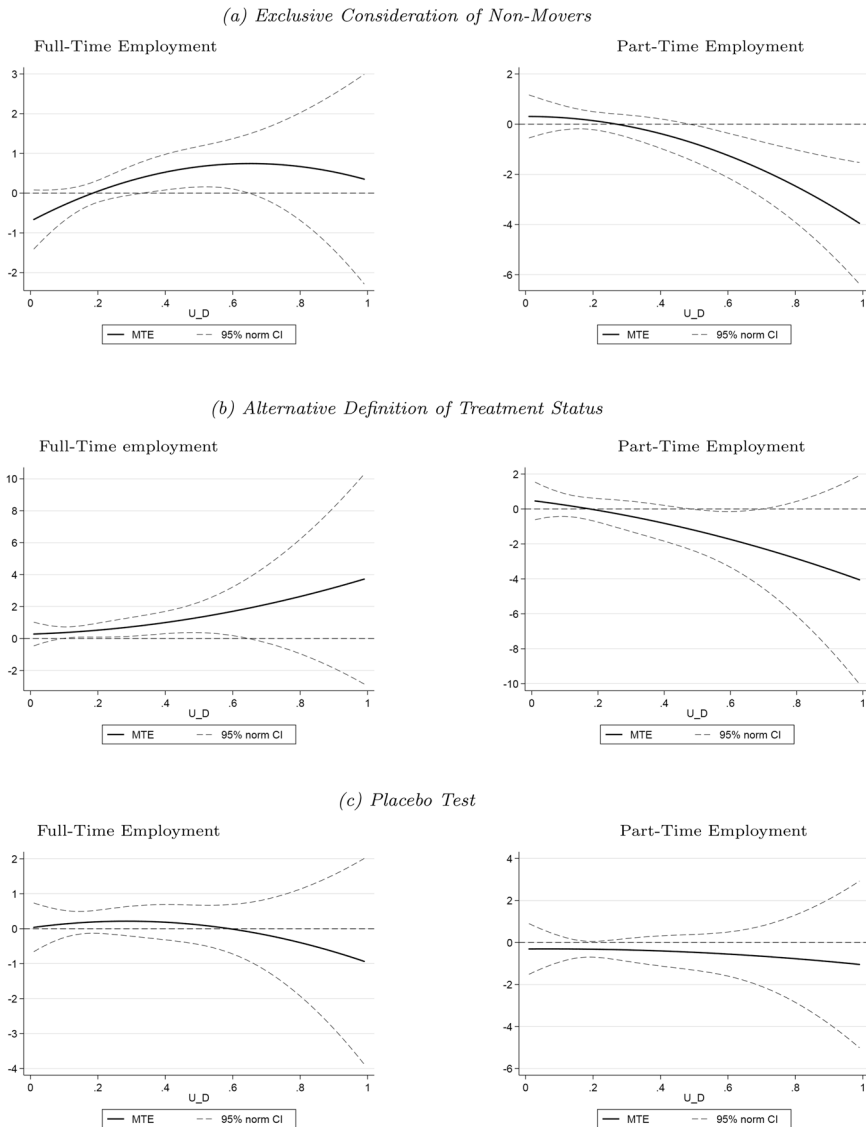 (a) Exclusive Consideration of Non-Movers
Full-Time Employment
3
2
1
0
-1
-2
0 .2 .4 .6 .8 1
U_D
MTE 95% norm CI
Part-Time Employment
2
0
-2
-4
-6
0 .2 .4 .6 .8 1
U_D
MTE 95% norm CI
(b) Alternative Definition of Treatment Status
Full-Time employment
10
8
6
4
2
0
-2
0 .2 .4 .6 .8 1
U_D
MTE 95% norm CI
Part-Time Employment
2
0
-2
-4
-6
-8
-10
0 .2 .4 .6 .8 1
U_D
MTE 95% norm CI
(c) Placebo Test
Full-Time Employment
2
1
0
-1
-2
-3
-4
0 .2 .4 .6 .8 1
U_D
MTE 95% norm CI
Part-Time Employment
4
2
0
-2
-4
-6
0 .2 .4 .6 .8 1
U_D
MTE 95% norm CI